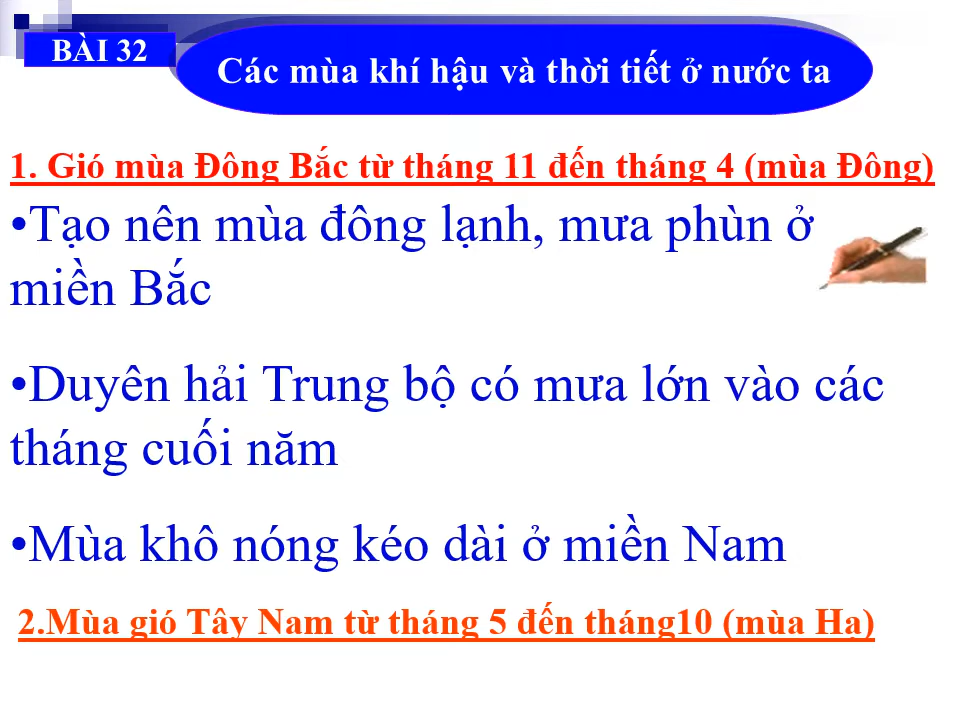 BÀI 32
Các mùa khí hậu và thời tiết ở nước ta
1. Gió mùa Đông Bắc từ tháng 11 đến tháng 4 (mùa Đông)
•Tạo nên mùa đông lạnh, mưa phùn ở
miền Bắc
•Duyên hải Trung bộ có mưa lớn vào các
tháng cuối năm
•Mùa khô nóng kéo dài ở miền Nam
2.Mùa gió Tây Nam từ tháng 5 đến tháng10 (mùa Hạ)